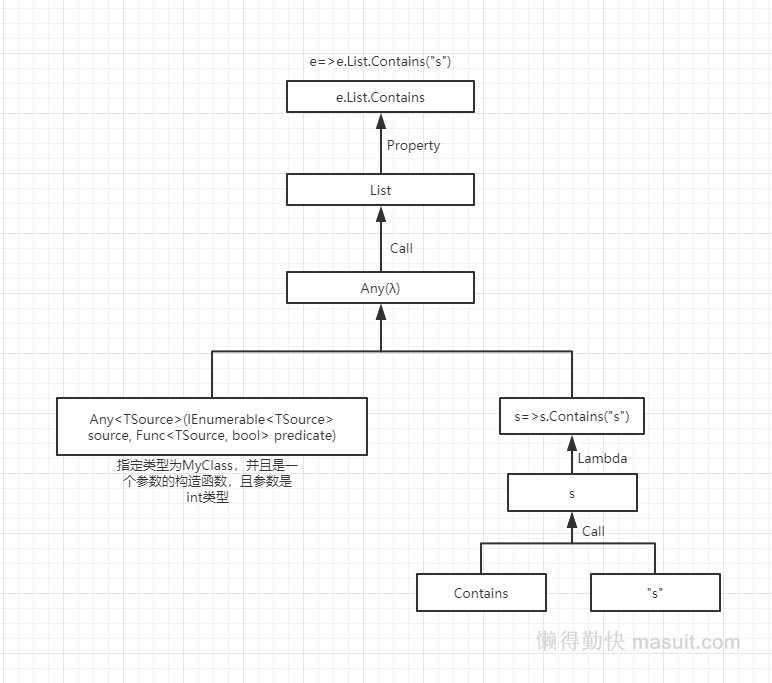 e=>e.List.Contains("s")
e.List.Contains
Property
List
Call
Any(λ)
Any<TSource>(IEnumerable<TSource>
source, Func<TSource, bool> predicate)
指定类型为MyClass，并且是一
个参数的构造函数，且参数是
int类型
s=>s.Contains("s")
Lambda
s
Call
Contains
"s"
懒得勤快 masuit.com